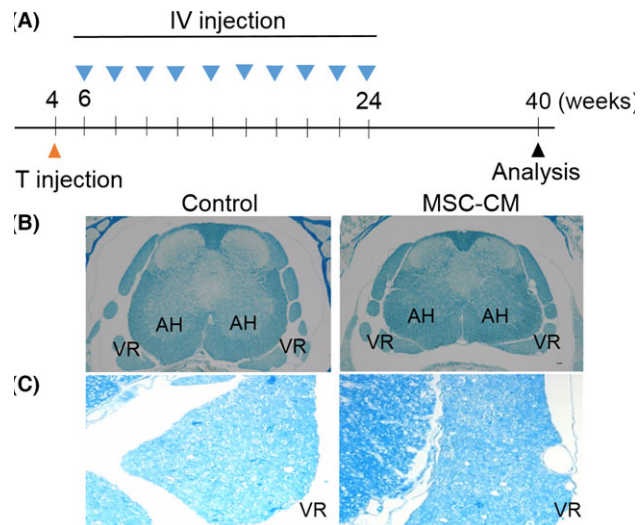 (A)
IV injection
4 6 24 40 (weeks)
T injection Analysis
Control MSC-CM
(B)
AH AH AH AH
VR VR VR VR
(C)
VR VR